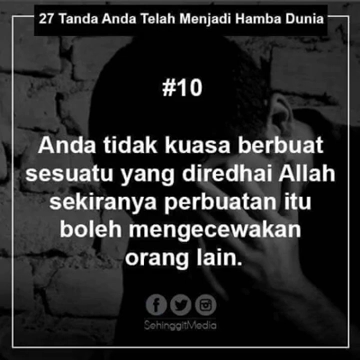 27 Tanda Anda Telah Menjadi Hamba Dunia
#10
Anda tidak kuasa berbuat
sesuatu yang diredhai Allah
sekiranya perbuatan itu
boleh mengecewakan
orang lain.
SehinggitMedia